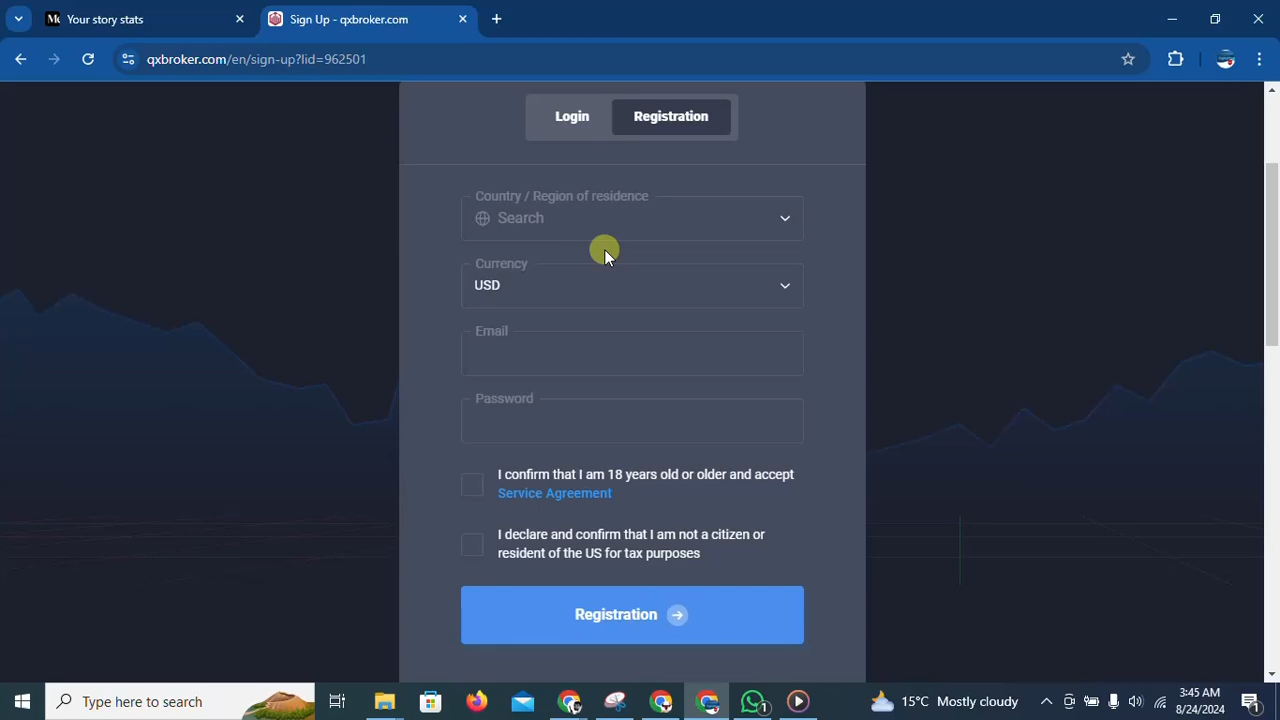 Your story stats
Sign Up - qxbroker.com
qxbroker.com/en/sign-up?lid=962501
Login
Registration
Country / Region of residence
Search
Currency
USD
Email
Password
I confirm that I am 18 years old or older and accept
Service Agreement
I declare and confirm that I am not a citizen or
resident of the US for tax purposes
Registration
Type here to search
1
15°C Mostly cloudy
3:45 AM
8/24/2024
1